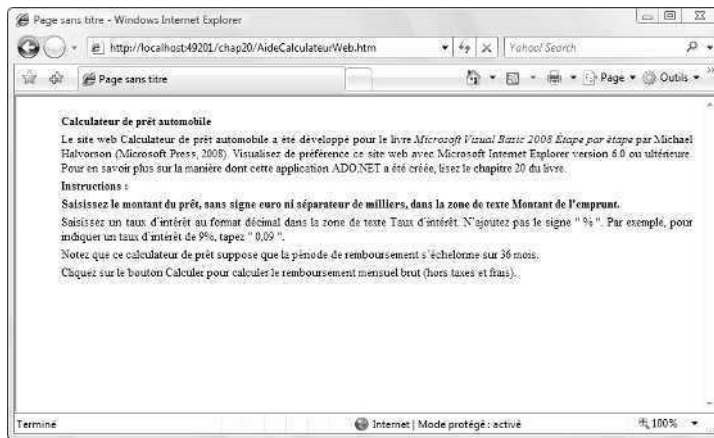 Page sans titre - Windows Internet Explorer
http://localhost:49201/chap20/AideCalculateurWeb.htm
Yahoo! Search
Page sans titre
Page
Outils
Calculateur de prêt automobile
Le site web Calculateur de prêt automobile a été développé pour le livre Microsoft Visual Basic 2008 Étape par étape par Michael
Halvorson (Microsoft Press, 2008). Visualisez de préférence ce site web avec Microsoft Internet Explorer version 6.0 ou ultérieure.
Pour en savoir plus sur la manière dont cette application ADO.NET a été créée, lisez le chapitre 20 du livre.
Instructions :
Saisissez le montant du prêt, sans signe euro ni séparateur de milliers, dans la zone de texte Montant de l'emprunt.
Saisissez un taux d'intérêt au format décimal dans la zone de texte Taux d'intérêt. N'ajoutez pas le signe " % ". Par exemple, pour
indiquer un taux d'intérêt de 9%, tapez " 0,09 ".
Notez que ce calculateur de prêt suppose que la période de remboursement s'échelonne sur 36 mois.
Cliquez sur le bouton Calculer pour calculer le remboursement mensuel brut (hors taxes et frais).
Terminé
Internet | Mode protégé : activé
100%